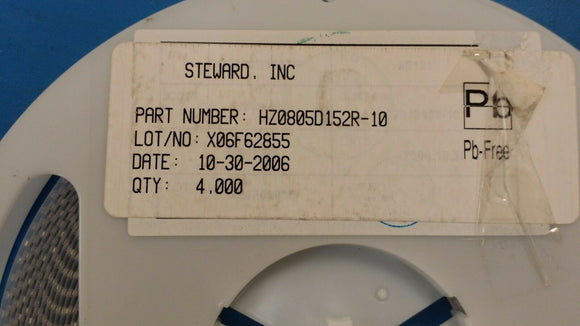 STEWARD, INC
PART NUMBER: HZ0805D152R-10
LOT/NO: X06F62855
DATE: 10-30-2006
QTY: 4,000
Pb
Pb-Free